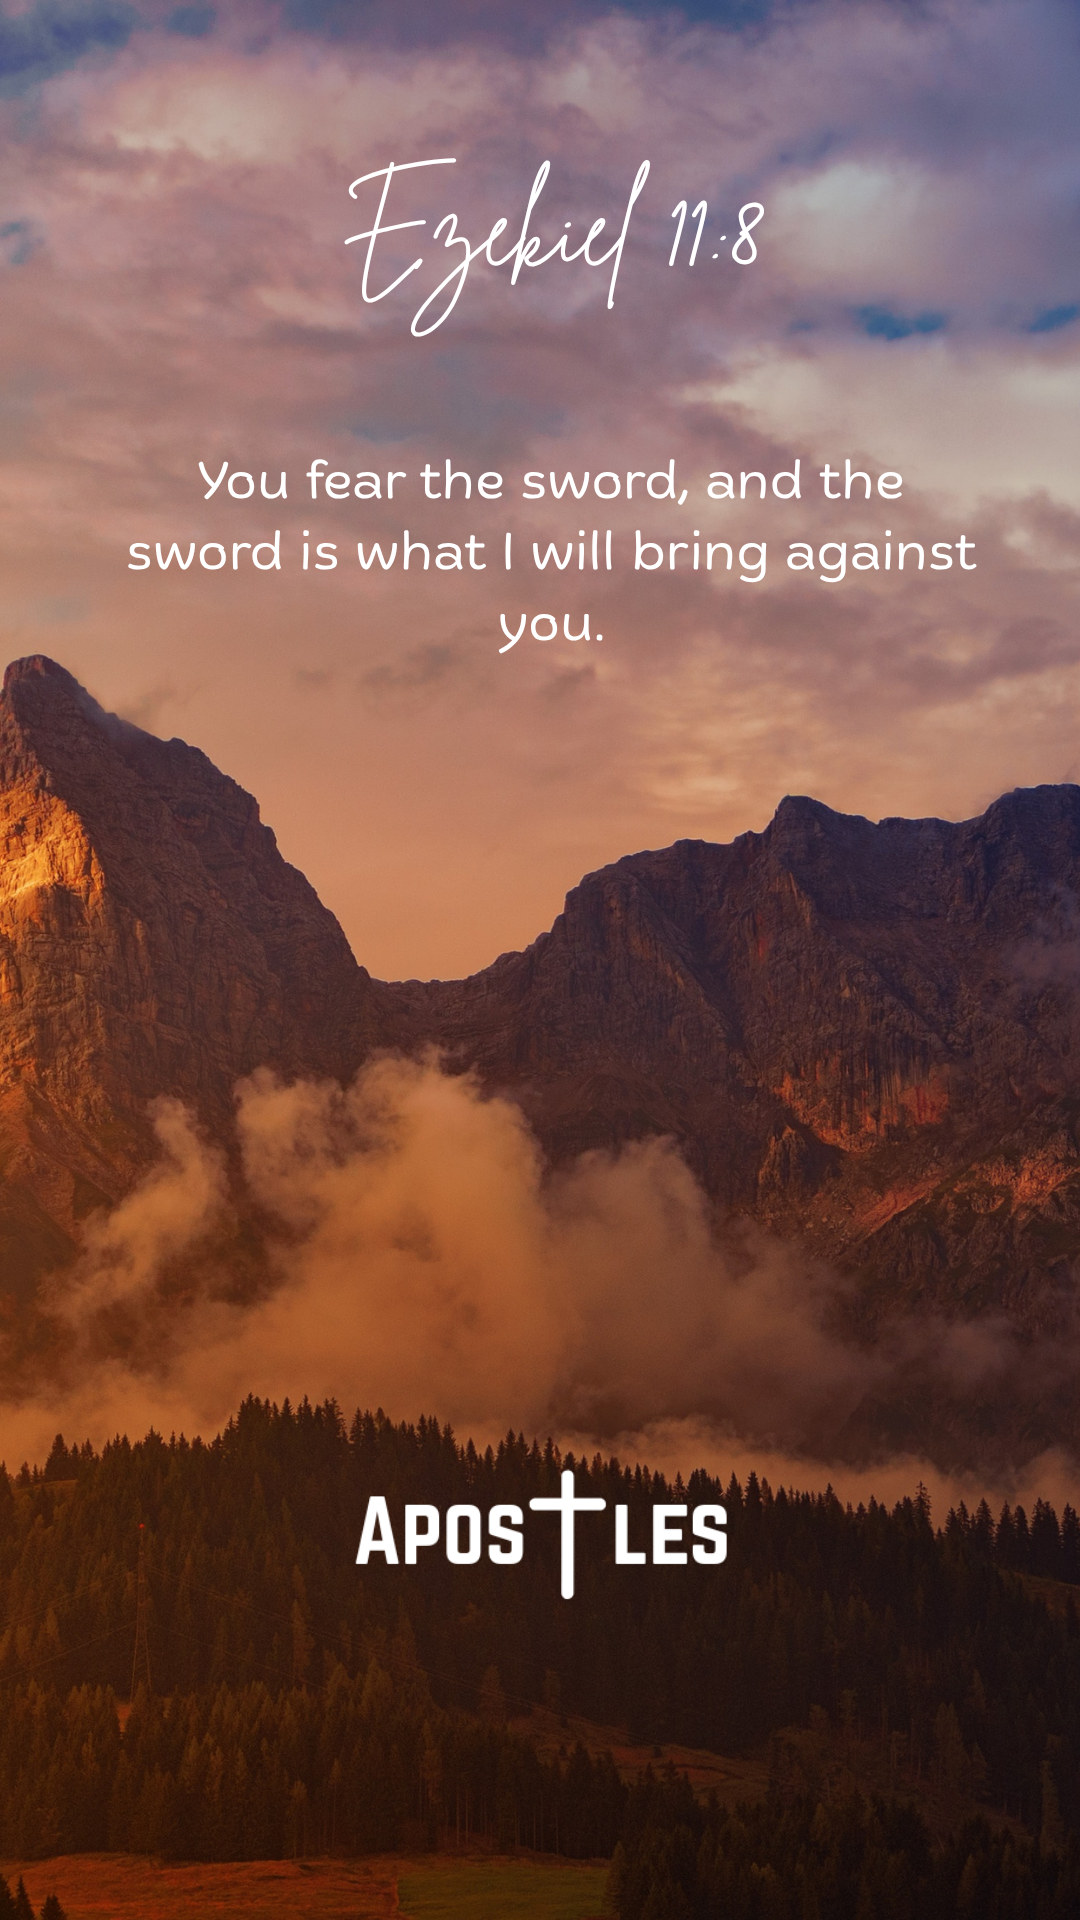 Ezekiel 11:8
You fear the sword, and the
sword is what I will bring against
you.
APOSTLES